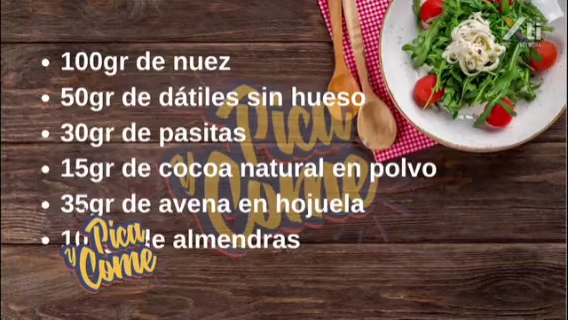 100gr de nuez
50gr de dátiles sin hueso
30gr de pasitas
15gr de cocoa natural en polvo
35gr de avena en hojuela
de almendras
Pica
y
Come
Pica
y
Come